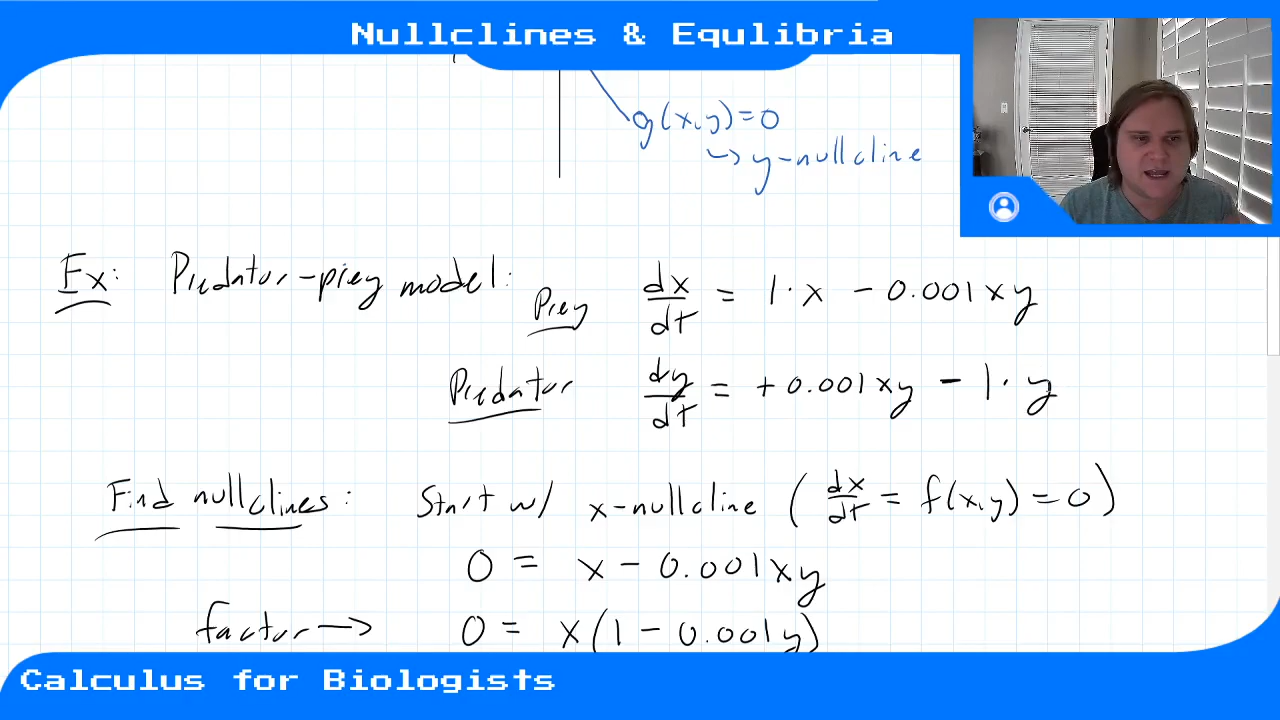 Nullclines & Equlibria
g(x,y)=0
↳ y-nullcline
Ex: Predator-prey model:
Prey dx/dt = 1·x - 0.001xy
Predator dy/dt = +0.001xy - 1·y
Find nullclines: Start w/ x-nullcline (dx/dt = f(x,y) = 0)
0 = x - 0.001xy
factor → 0 = x(1 - 0.001y)
Calculus for Biologists